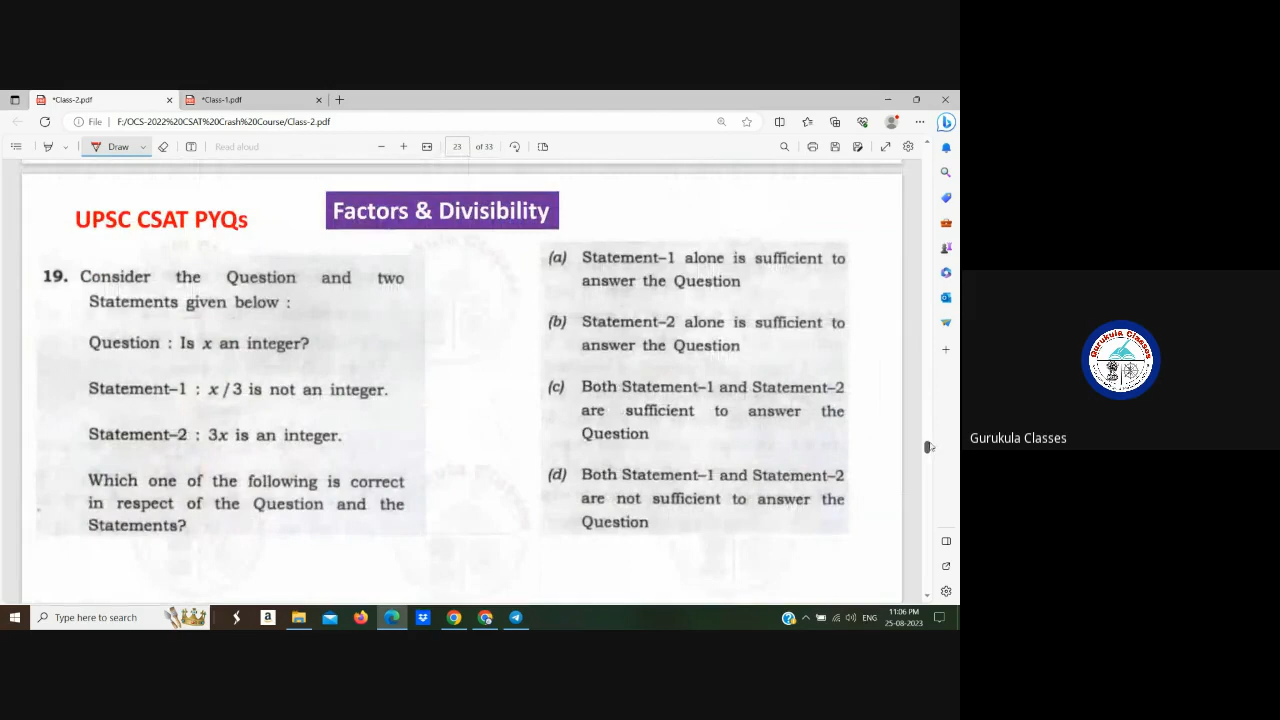 *Class-2.pdf
*Class-1.pdf
File
F:/OCS-2022%20CSAT%20Crash%20Course/Class-2.pdf
Draw
Read aloud
23
of 33
UPSC CSAT PYQs
Factors & Divisibility
19. Consider the Question and two
Statements given below :
Question : Is x an integer?
Statement–1 : x / 3 is not an integer.
Statement–2 : 3x is an integer.
Which one of the following is correct
in respect of the Question and the
Statements?
(a) Statement–1 alone is sufficient to
answer the Question
(b) Statement–2 alone is sufficient to
answer the Question
(c) Both Statement–1 and Statement–2
are sufficient to answer the
Question
(d) Both Statement–1 and Statement–2
are not sufficient to answer the
Question
Gurukula Classes
Gurukula Classes
Type here to search
ENG
11:06 PM
25-08-2023